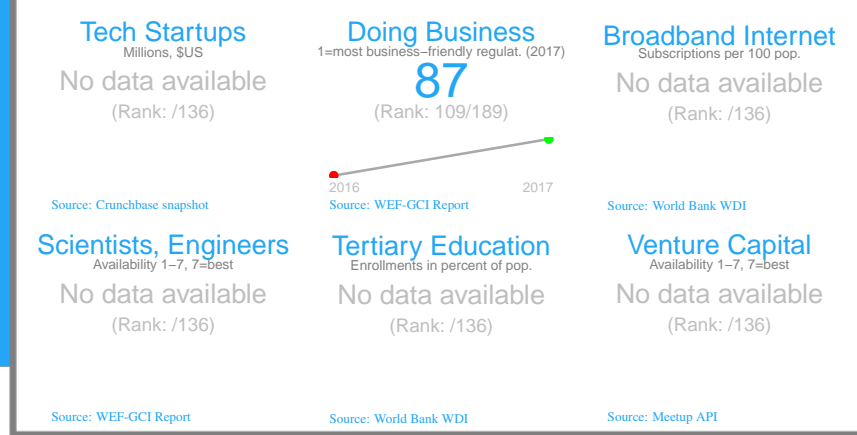 Tech Startups
Millions, $US
No data available
(Rank: /136)
Source: Crunchbase snapshot
Doing Business
1=most business−friendly regulat. (2017)
87
(Rank: 109/189)
2016 2017
Source: WEF-GCI Report
Broadband Internet
Subscriptions per 100 pop.
No data available
(Rank: /136)
Source: World Bank WDI
Scientists, Engineers
Availability 1−7, 7=best
No data available
(Rank: /136)
Source: WEF-GCI Report
Tertiary Education
Enrollments in percent of pop.
No data available
(Rank: /136)
Source: World Bank WDI
Venture Capital
Availability 1−7, 7=best
No data available
(Rank: /136)
Source: Meetup API